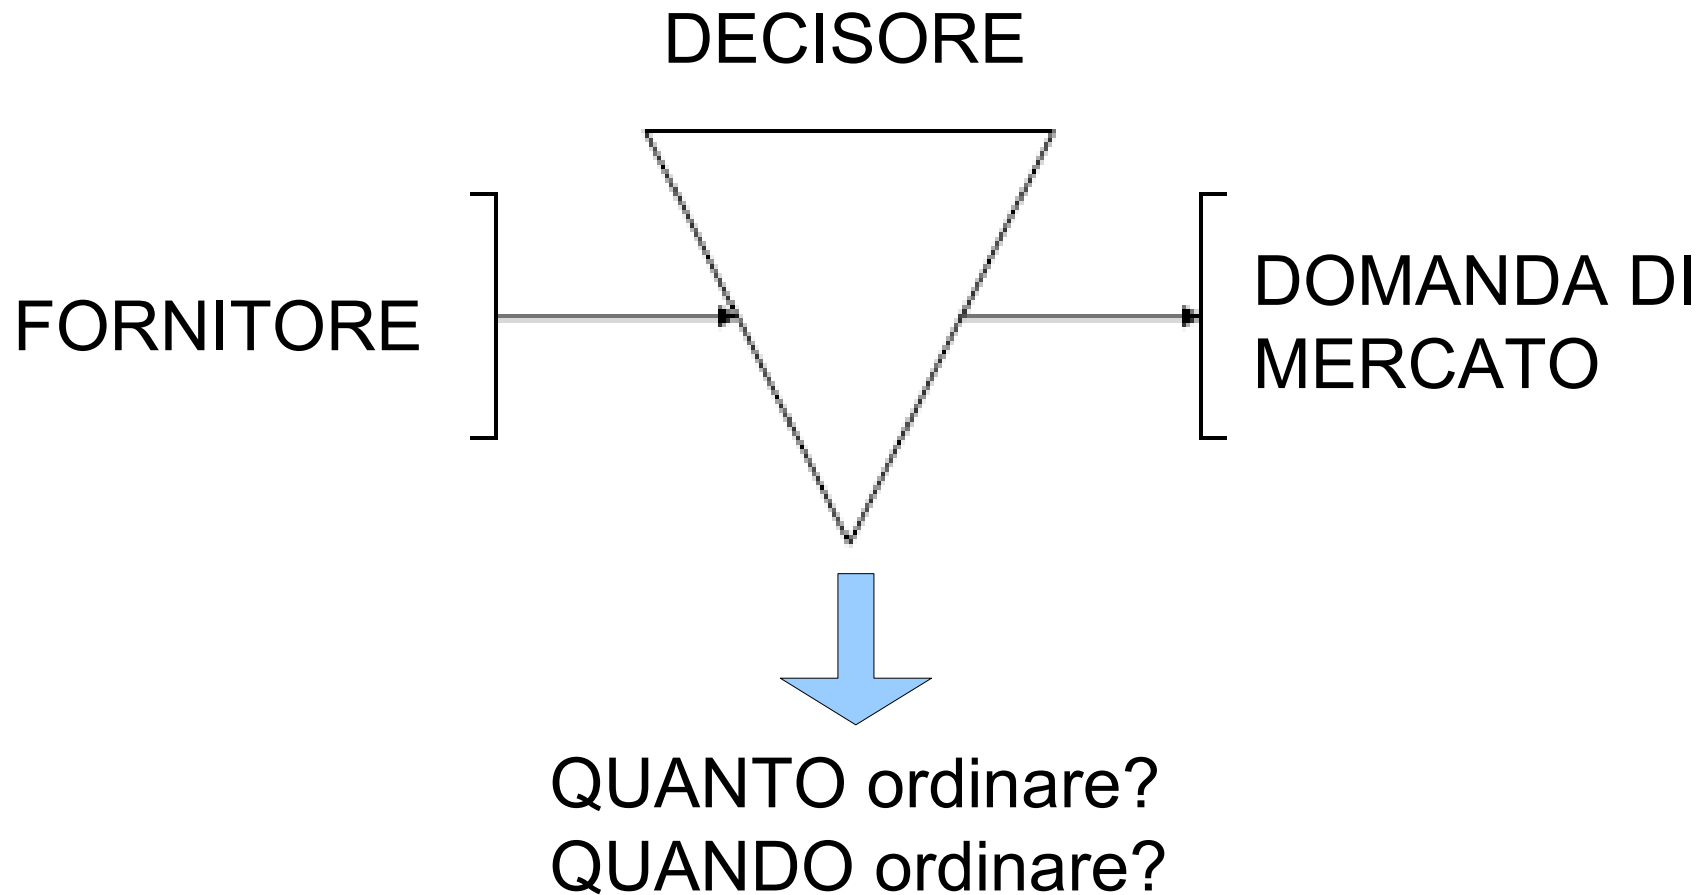 DECISORE
FORNITORE
DOMANDA DI
MERCATO
QUANTO ordinare?
QUANDO ordinare?